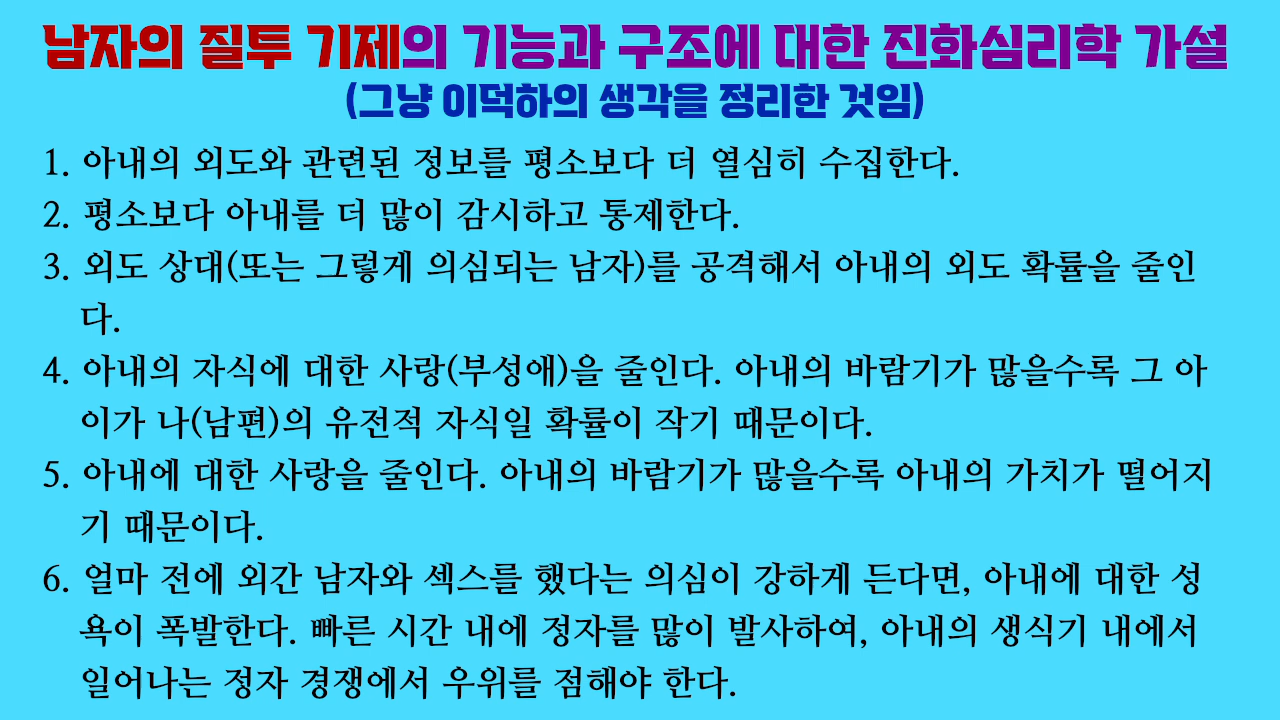 남자의 질투 기제의 기능과 구조에 대한 진화심리학 가설
(그냥 이덕하의 생각을 정리한 것임)
1. 아내의 외도와 관련된 정보를 평소보다 더 열심히 수집한다.
2. 평소보다 아내를 더 많이 감시하고 통제한다.
3. 외도 상대(또는 그렇게 의심되는 남자)를 공격해서 아내의 외도 확률을 줄인
다.
4. 아내의 자식에 대한 사랑(부성애)을 줄인다. 아내의 바람기가 많을수록 그 아
이가 나(남편)의 유전적 자식일 확률이 작기 때문이다.
5. 아내에 대한 사랑을 줄인다. 아내의 바람기가 많을수록 아내의 가치가 떨어지
기 때문이다.
6. 얼마 전에 외간 남자와 섹스를 했다는 의심이 강하게 든다면, 아내에 대한 성
욕이 폭발한다. 빠른 시간 내에 정자를 많이 발사하여, 아내의 생식기 내에서
일어나는 정자 경쟁에서 우위를 점해야 한다.